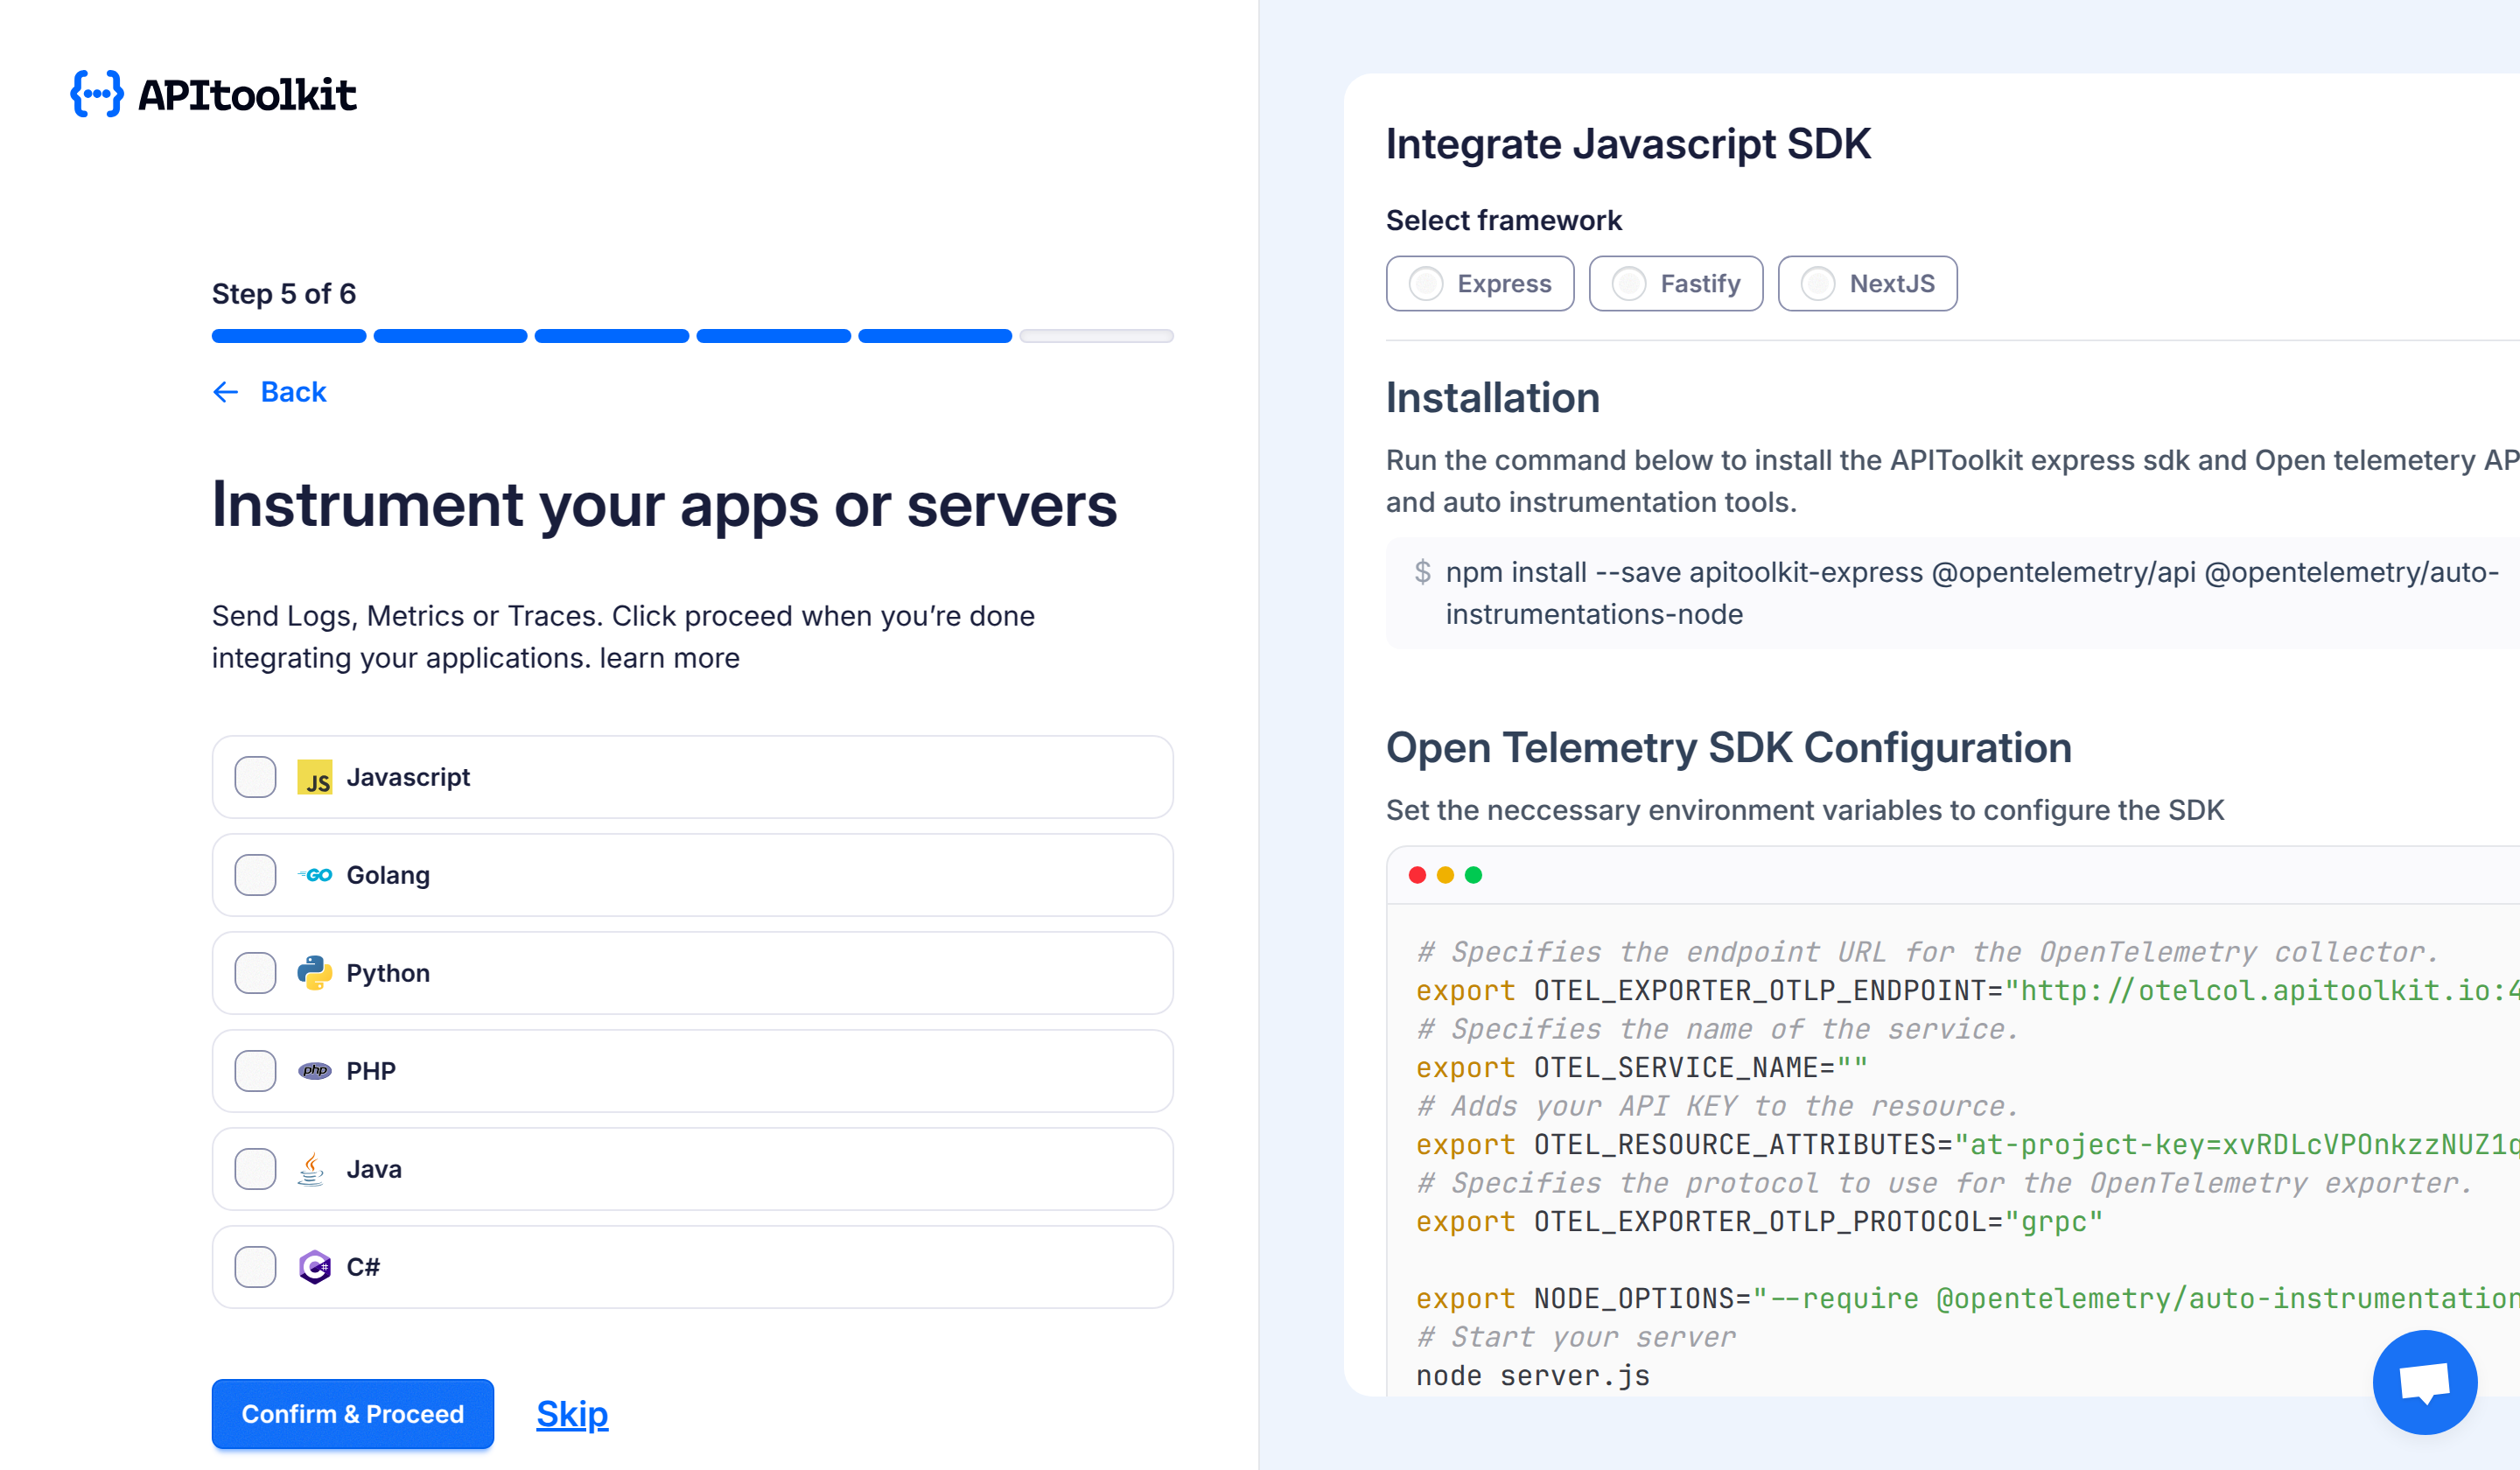 APItoolkit
Step 5 of 6
Back
Instrument your apps or servers
Send Logs, Metrics or Traces. Click proceed when you’re done
integrating your applications. learn more
JS Javascript
GO Golang
Python
php PHP
Java
C# C#
Confirm & Proceed
Skip
Integrate Javascript SDK
Select framework
Express Fastify NextJS
Installation
Run the command below to install the APIToolkit express sdk and Open telemetery AP
and auto instrumentation tools.
$ npm install --save apitoolkit-express @opentelemetry/api @opentelemetry/auto-
instrumentations-node
Open Telemetry SDK Configuration
Set the neccessary environment variables to configure the SDK
# Specifies the endpoint URL for the OpenTelemetry collector.
export OTEL_EXPORTER_OTLP_ENDPOINT="http://otelcol.apitoolkit.io:4
# Specifies the name of the service.
export OTEL_SERVICE_NAME=""
# Adds your API KEY to the resource.
export OTEL_RESOURCE_ATTRIBUTES="at-project-key=xvRDLcVPOnkzzNUZ1q
# Specifies the protocol to use for the OpenTelemetry exporter.
export OTEL_EXPORTER_OTLP_PROTOCOL="grpc"
export NODE_OPTIONS="--require @opentelemetry/auto-instrumentation
# Start your server
node server.js